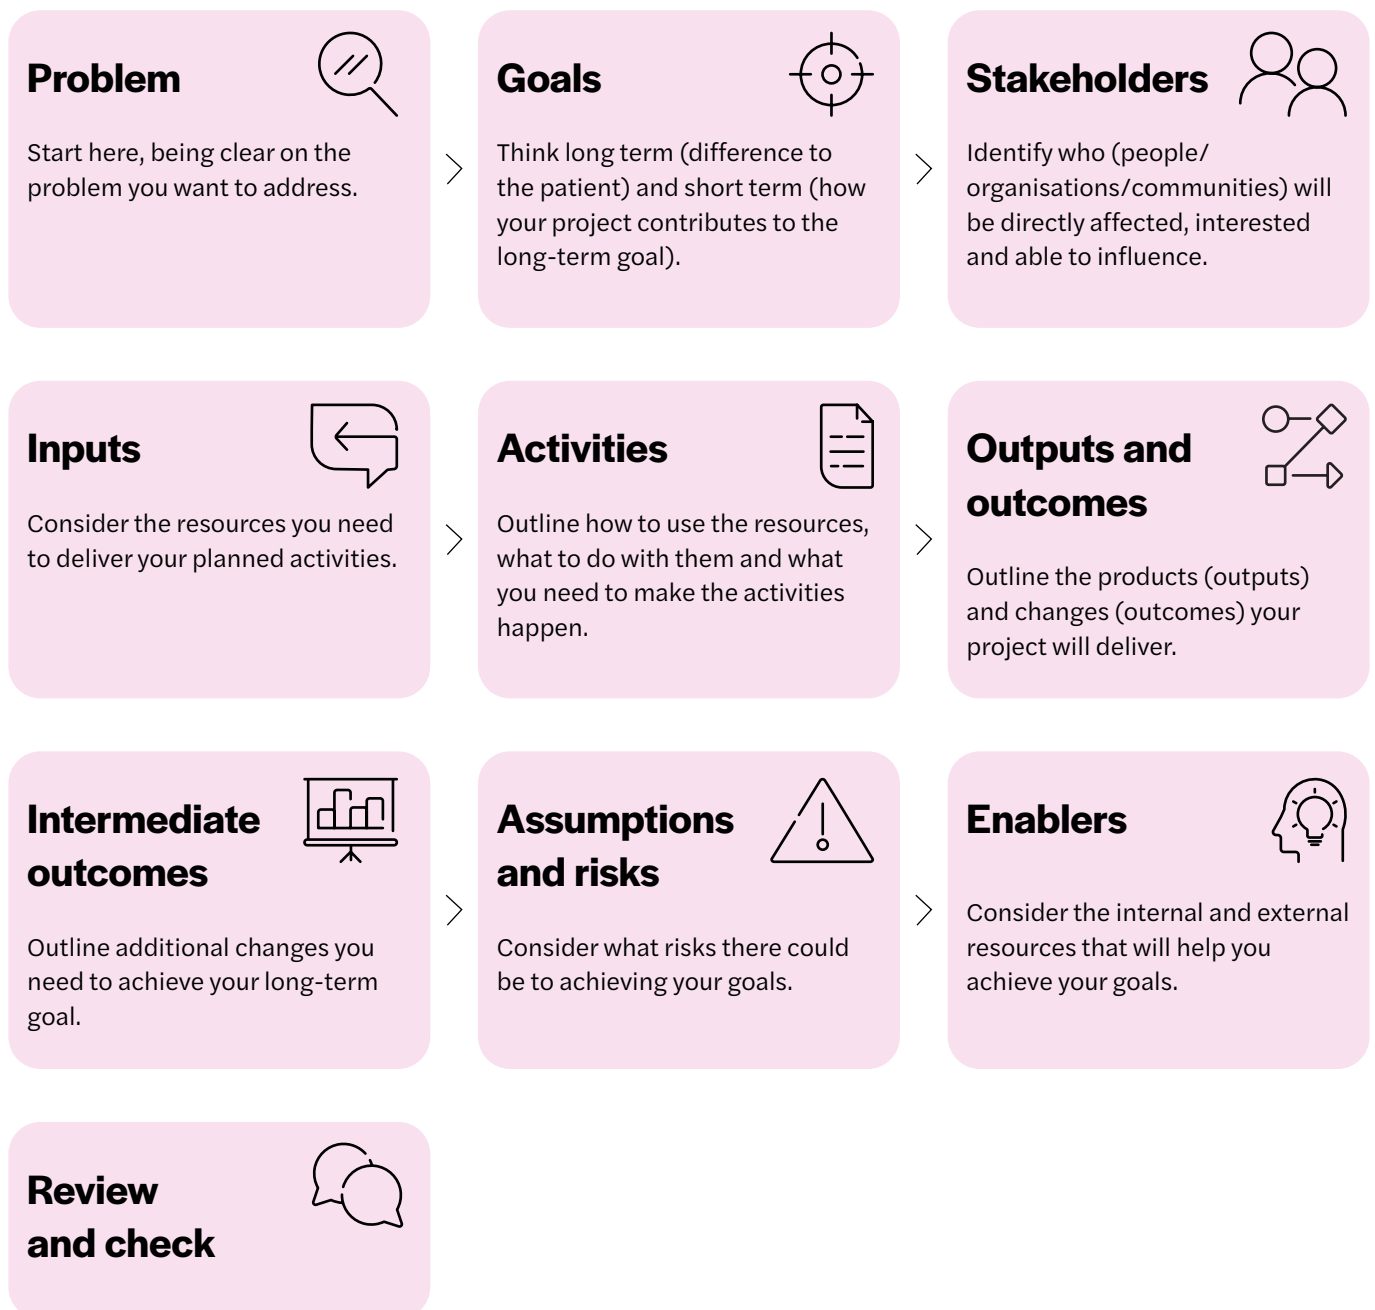 Problem
Start here, being clear on the
problem you want to address.
Goals
Think long term (difference to
the patient) and short term (how
your project contributes to the
long-term goal).
Stakeholders
Identify who (people/
organisations/communities) will
be directly affected, interested
and able to influence.
Inputs
Consider the resources you need
to deliver your planned activities.
Activities
Outline how to use the resources,
what to do with them and what
you need to make the activities
happen.
Outputs and
outcomes
Outline the products (outputs)
and changes (outcomes) your
project will deliver.
Intermediate
outcomes
Outline additional changes you
need to achieve your long-term
goal.
Assumptions
and risks
Consider what risks there could
be to achieving your goals.
Enablers
Consider the internal and external
resources that will help you
achieve your goals.
Review
and check